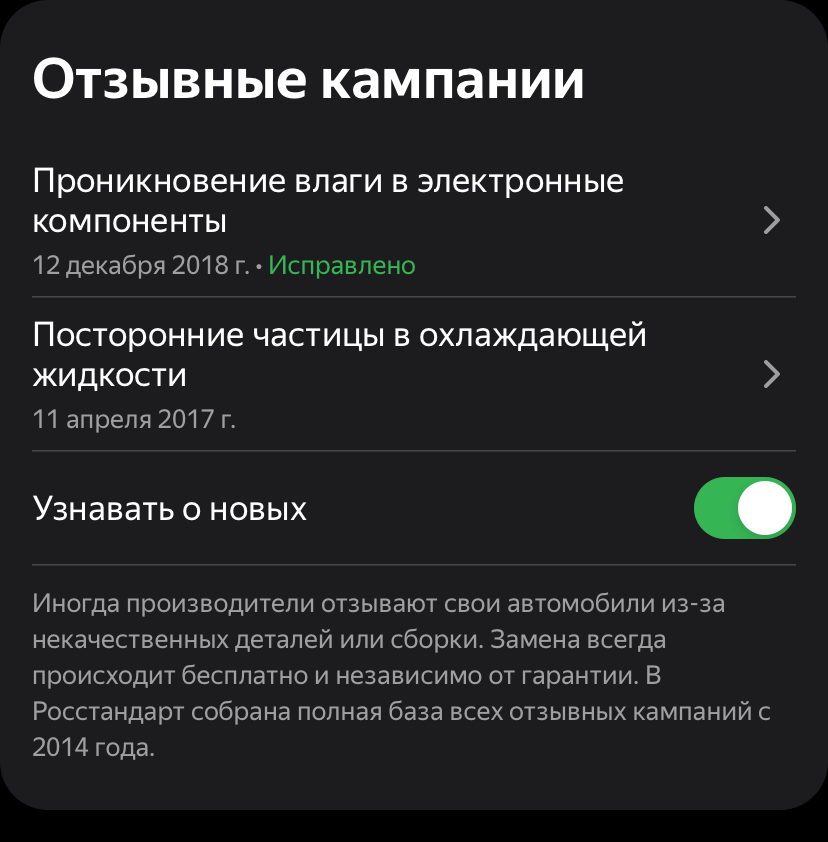 Отзывные кампании
Проникновение влаги в электронные
компоненты
12 декабря 2018 г. • Исправлено
Посторонние частицы в охлаждающей
жидкости
11 апреля 2017 г.
Узнавать о новых
Иногда производители отзывают свои автомобили из-за
некачественных деталей или сборки. Замена всегда
происходит бесплатно и независимо от гарантии. В
Росстандарт собрана полная база всех отзывных кампаний с
2014 года.